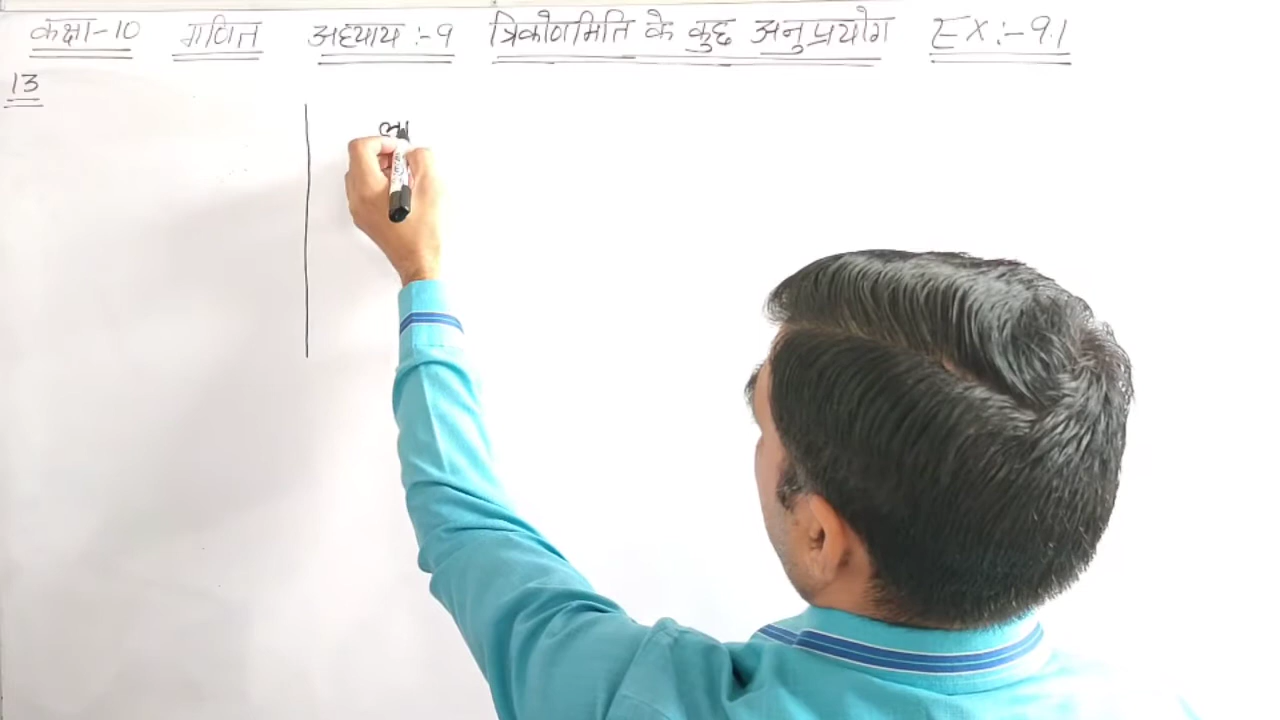 कक्षा-10 गणित अध्याय :-9 त्रिकोणमिति के कुछ अनुप्रयोग EX:-9.1
13